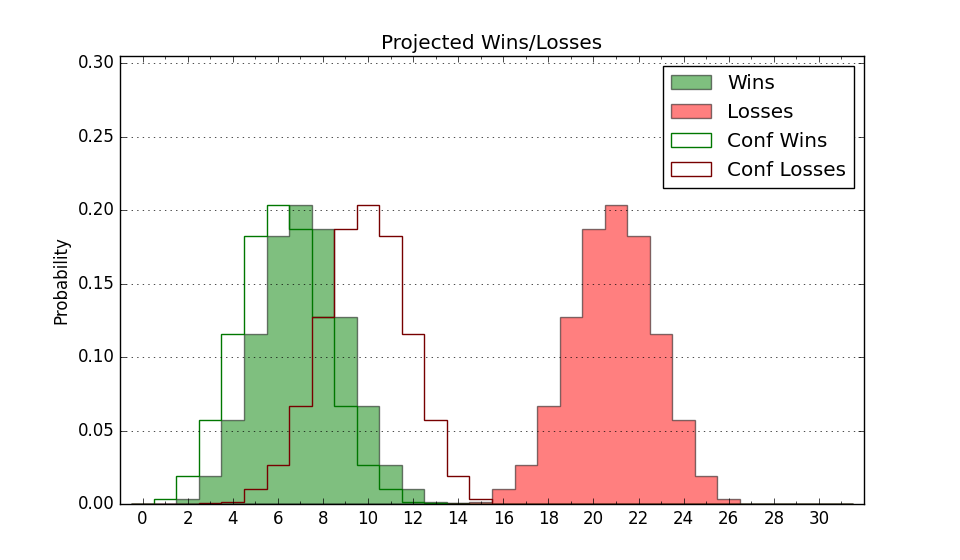 Projected Wins/Losses
Wins
Losses
Conf Wins
Conf Losses
Probability
0.30
0.25
0.20
0.15
0.10
0.05
0.00
0 2 4 6 8 10 12 14 16 18 20 22 24 26 28 30